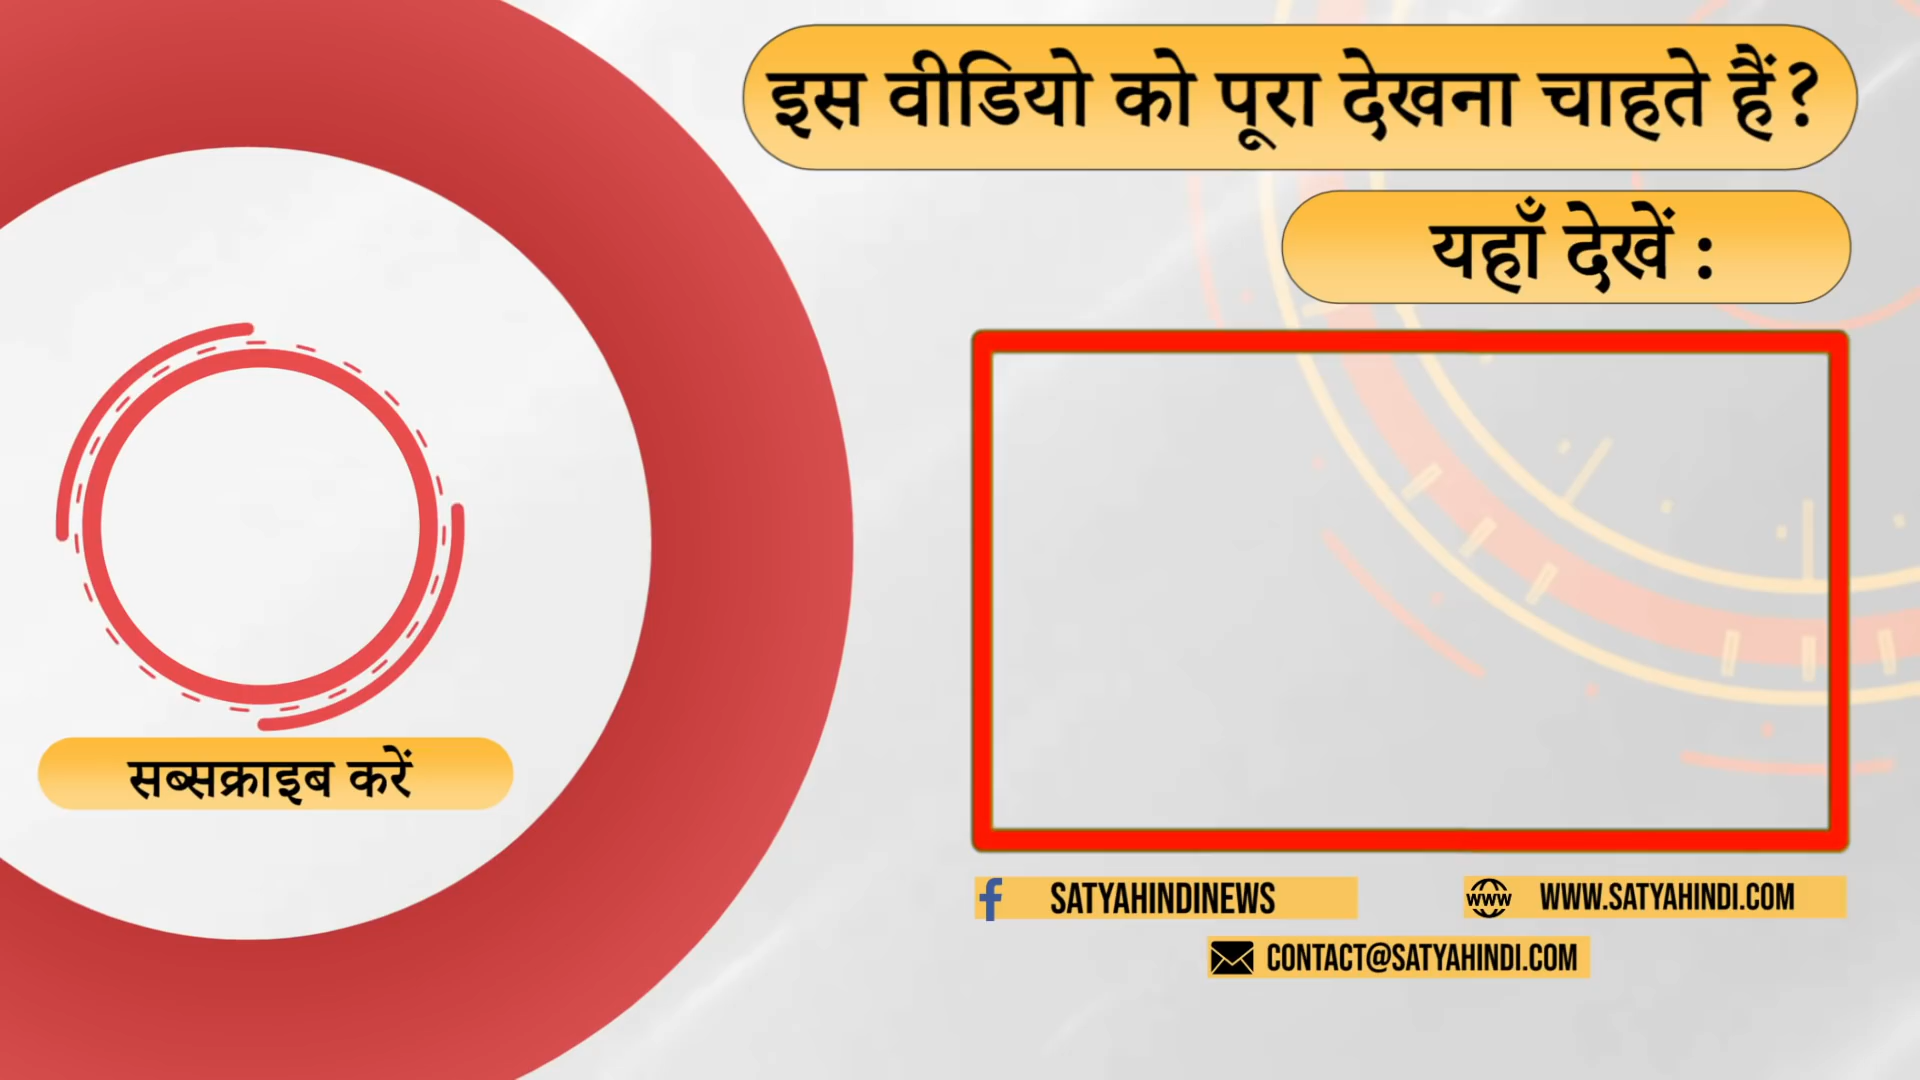 इस वीडियो को पूरा देखना चाहते हैं?
यहाँ देखें :
सब्सक्राइब करें
SATYAHINDINEWS
WWW.SATYAHINDI.COM
CONTACT@SATYAHINDI.COM